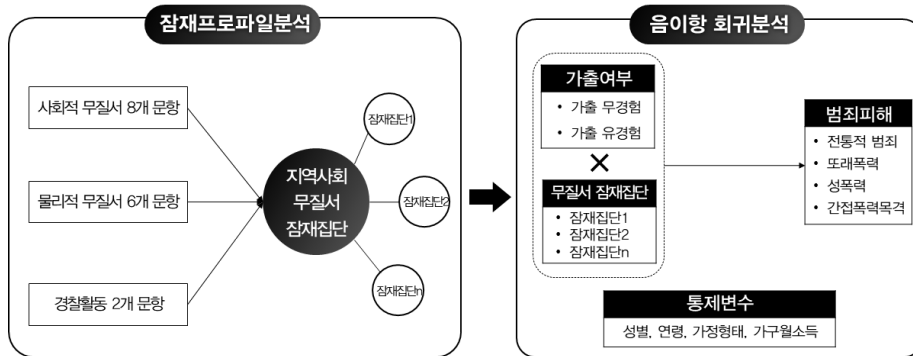 잠재프로파일분석
사회적 무질서 8개 문항
물리적 무질서 6개 문항
경찰활동 2개 문항
지역사회
무질서
잠재집단
잠재집단1
잠재집단2
잠재집단n
음이항 회귀분석
가출여부
• 가출 무경험
• 가출 유경험
×
무질서 잠재집단
• 잠재집단1
• 잠재집단2
• 잠재집단n
범죄피해
• 전통적 범죄
• 또래폭력
• 성폭력
• 간접폭력목격
통제변수
성별, 연령, 가정형태, 가구월소득